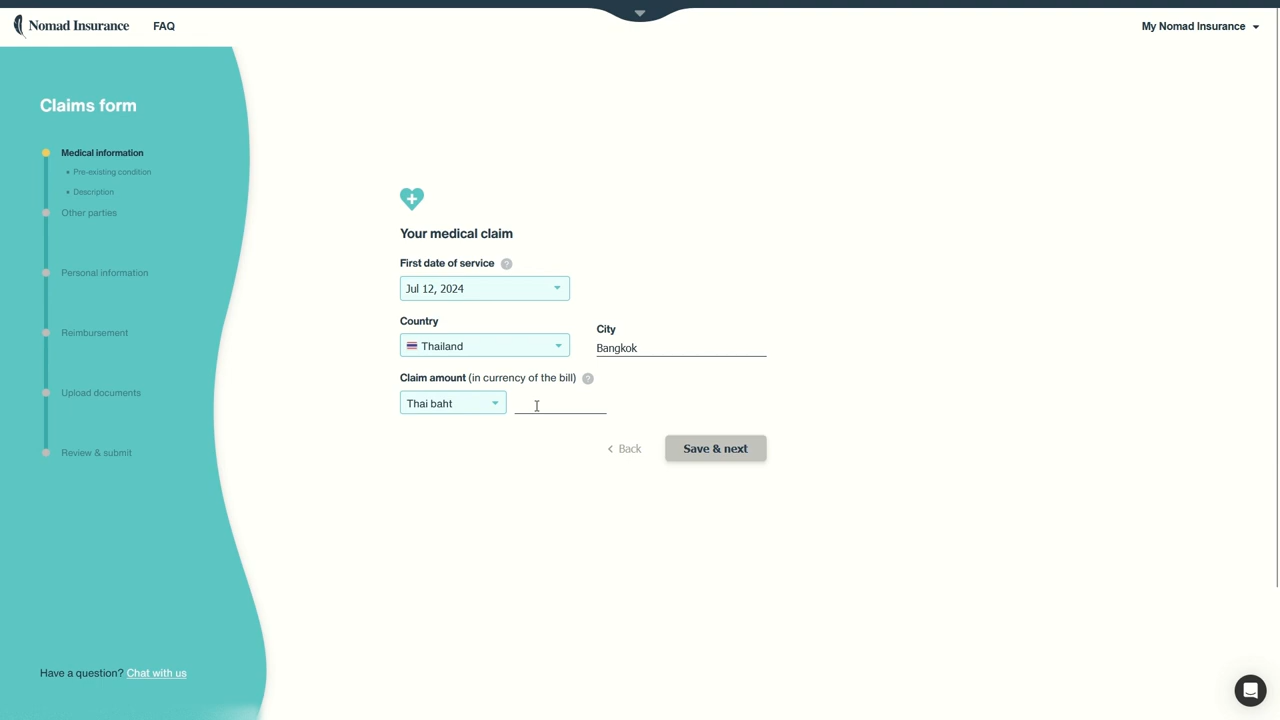 Nomad Insurance
FAQ
My Nomad Insurance
Claims form
Medical information
• Pre-existing condition
• Description
Other parties
Personal information
Reimbursement
Upload documents
Review & submit
Have a question? Chat with us
Your medical claim
First date of service ?
Jul 12, 2024
Country
Thailand
City
Bangkok
Claim amount (in currency of the bill) ?
Thai baht
Back
Save & next